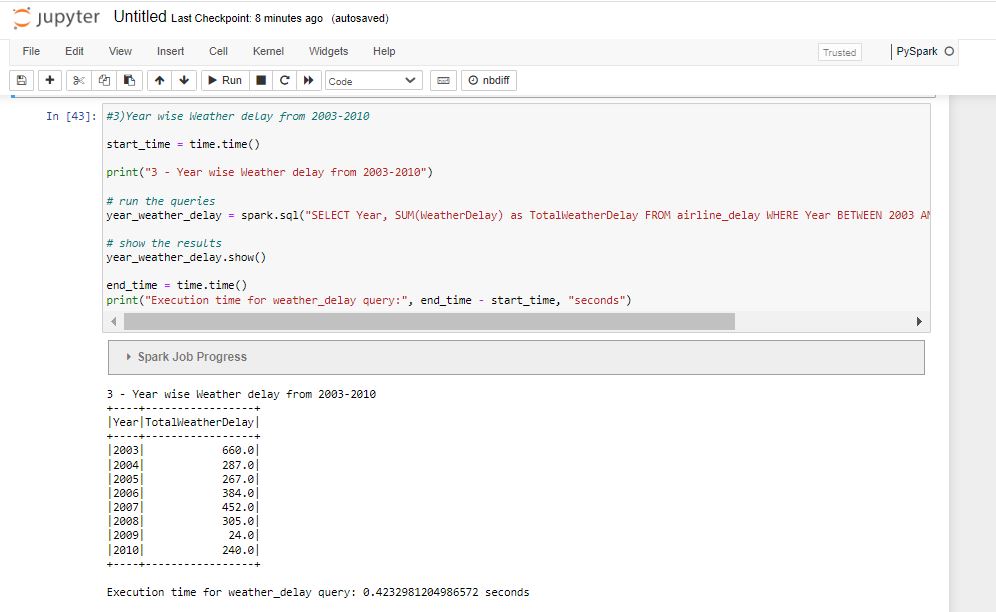 jupyter Untitled Last Checkpoint: 8 minutes ago (autosaved)
File Edit View Insert Cell Kernel Widgets Help Trusted PySpark
Run Code nbdiff
In [43]: #3)Year wise Weather delay from 2003-2010
start_time = time.time()
print("3 - Year wise Weather delay from 2003-2010")
# run the queries
year_weather_delay = spark.sql("SELECT Year, SUM(WeatherDelay) as TotalWeatherDelay FROM airline_delay WHERE Year BETWEEN 2003 AN
# show the results
year_weather_delay.show()
end_time = time.time()
print("Execution time for weather_delay query:", end_time - start_time, "seconds")
Spark Job Progress
3 - Year wise Weather delay from 2003-2010
+----+-----------------+
|Year|TotalWeatherDelay|
+----+-----------------+
|2003|            660.0|
|2004|            287.0|
|2005|            267.0|
|2006|            384.0|
|2007|            452.0|
|2008|            305.0|
|2009|             24.0|
|2010|            240.0|
+----+-----------------+
Execution time for weather_delay query: 0.4232981204986572 seconds